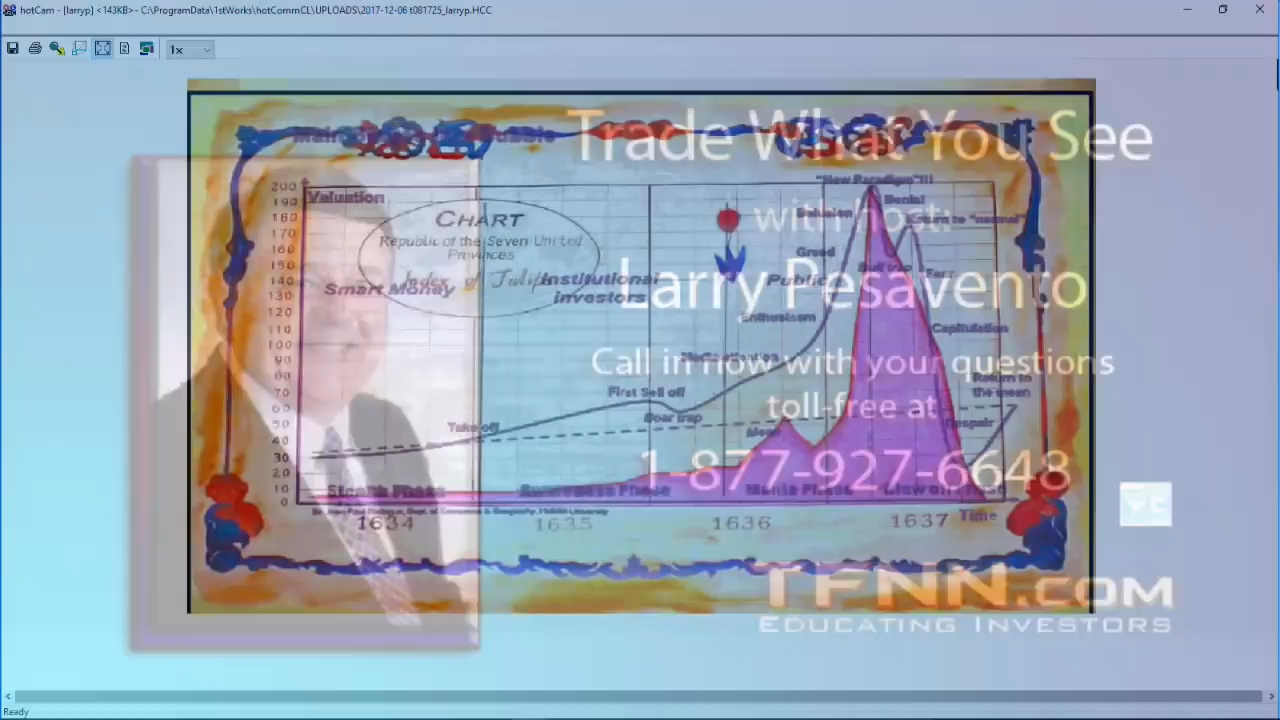 hotCam - [larryp] <143KB> - C:\ProgramData\1stWorks\hotCommCL\UPLOADS\2017-12-06 t081725_larryp.HCC
1x
Trade What You See
with host:
Larry Pesavento
Call in now with your questions
toll-free at
1-877-927-6648
TFNN.COM
EDUCATING INVESTORS
Valuation
CHART
Republic of the Seven United
Provinces
Index of Tulip
Smart Money
Institutional
Investors
Public
"New Paradigm"!!!
Denial
Delusion
Return to "normal"
Greed
Bull trap
Fear
Enthusiasm
Capitulation
Media attention
First Sell off
Return to
the mean
Bear trap
Take off
Mean
Despair
200
190
180
170
160
150
140
130
120
110
100
90
80
70
60
50
40
30
20
10
0
Stealth Phase
Awareness Phase
Mania Phase
Blow off Phase
1634
1635
1636
1637
Time
Ready